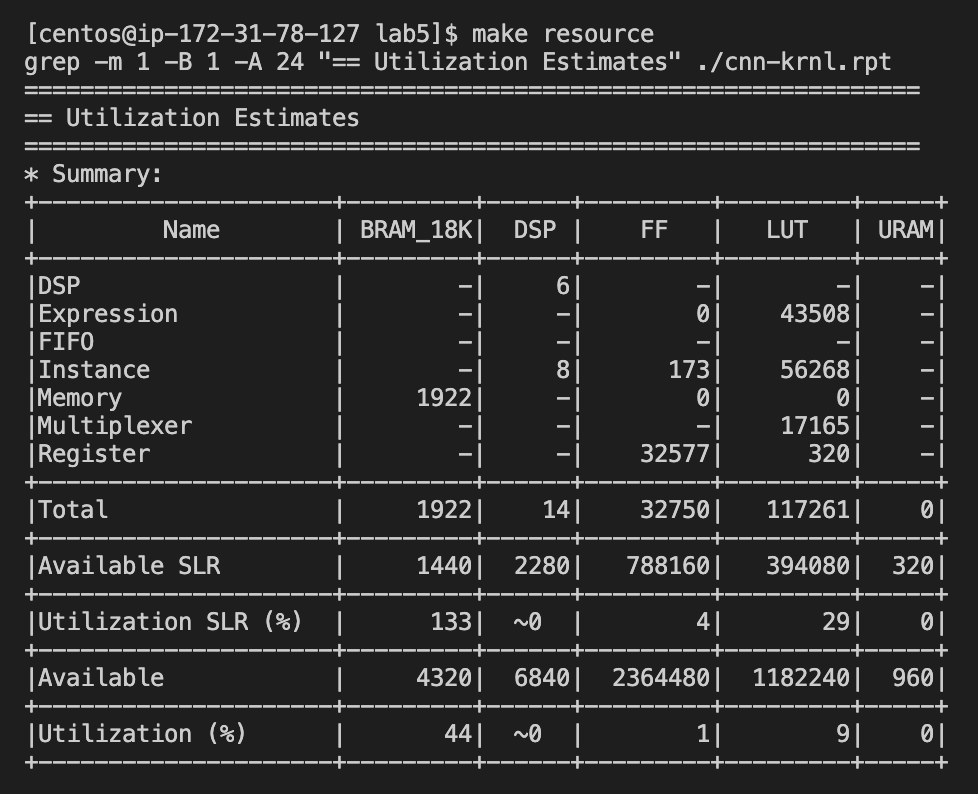 [centos@ip-172-31-78-127 lab5]$ make resource
grep -m 1 -B 1 -A 24 "== Utilization Estimates" ./cnn-krnl.rpt
================================================================
== Utilization Estimates
================================================================
* Summary:
+---------------------+---------+------+---------+---------+-----+
|         Name        | BRAM_18K|  DSP |    FF   |   LUT   | URAM|
+---------------------+---------+------+---------+---------+-----+
|DSP                  |        -|     6|        -|        -|    -|
|Expression           |        -|     -|        0|    43508|    -|
|FIFO                 |        -|     -|        -|        -|    -|
|Instance             |        -|     8|      173|    56268|    -|
|Memory               |     1922|     -|        0|        0|    -|
|Multiplexer          |        -|     -|        -|    17165|    -|
|Register             |        -|     -|    32577|      320|    -|
+---------------------+---------+------+---------+---------+-----+
|Total                |     1922|    14|    32750|   117261|    0|
+---------------------+---------+------+---------+---------+-----+
|Available SLR        |     1440|  2280|   788160|   394080|  320|
+---------------------+---------+------+---------+---------+-----+
|Utilization SLR (%)  |      133|  ~0  |        4|       29|    0|
+---------------------+---------+------+---------+---------+-----+
|Available            |     4320|  6840|  2364480|  1182240|  960|
+---------------------+---------+------+---------+---------+-----+
|Utilization (%)      |       44|  ~0  |        1|        9|    0|
+---------------------+---------+------+---------+---------+-----+